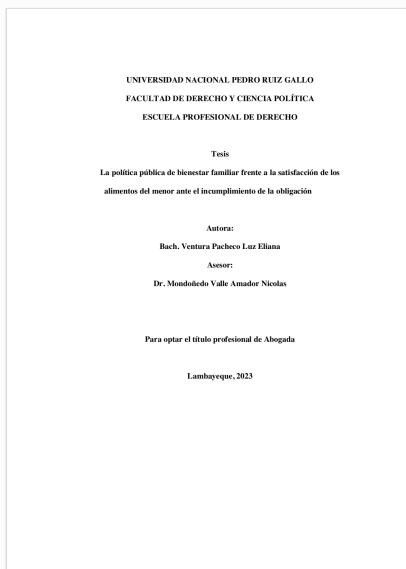 UNIVERSIDAD NACIONAL PEDRO RUIZ GALLO
FACULTAD DE DERECHO Y CIENCIA POLÍTICA
ESCUELA PROFESIONAL DE DERECHO
Tesis
La política pública de bienestar familiar frente a la satisfacción de los
alimentos del menor ante el incumplimiento de la obligación
Autora:
Bach. Ventura Pacheco Luz Eliana
Asesor:
Dr. Mondoñedo Valle Amador Nicolas
Para optar el título profesional de Abogada
Lambayeque, 2023